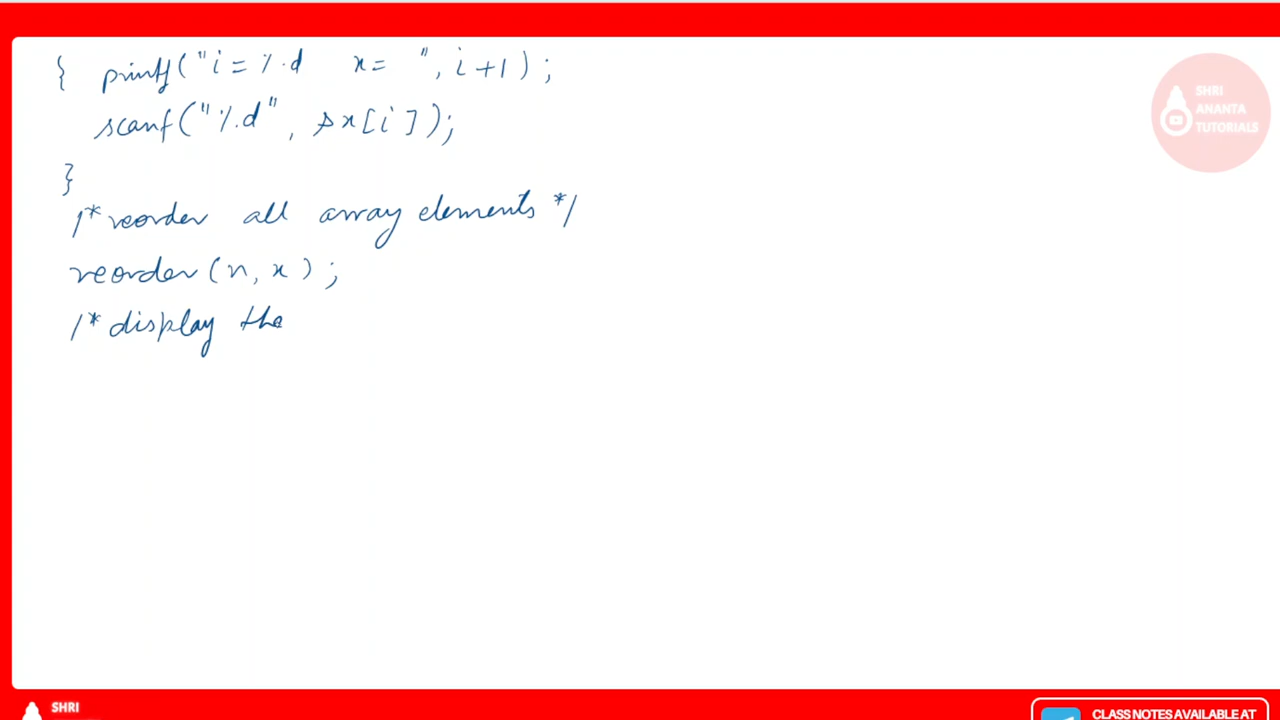 { printf("i=%d x= ", i+1);
scanf("%d", &x[i]);
}
/*reorder all array elements */
reorder(n, x);
/*display the
SHRI
ANANTA
TUTORIALS
SHRI
CLASS NOTES AVAILABLE AT